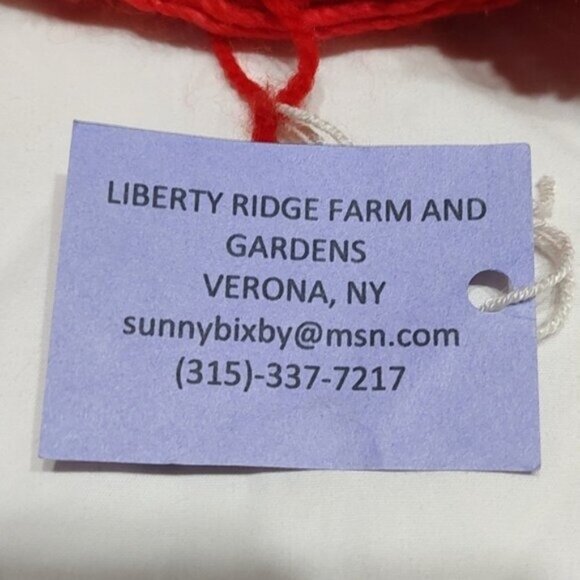 LIBERTY RIDGE FARM AND
GARDENS
VERONA, NY
sunnybixby@msn.com
(315)-337-7217